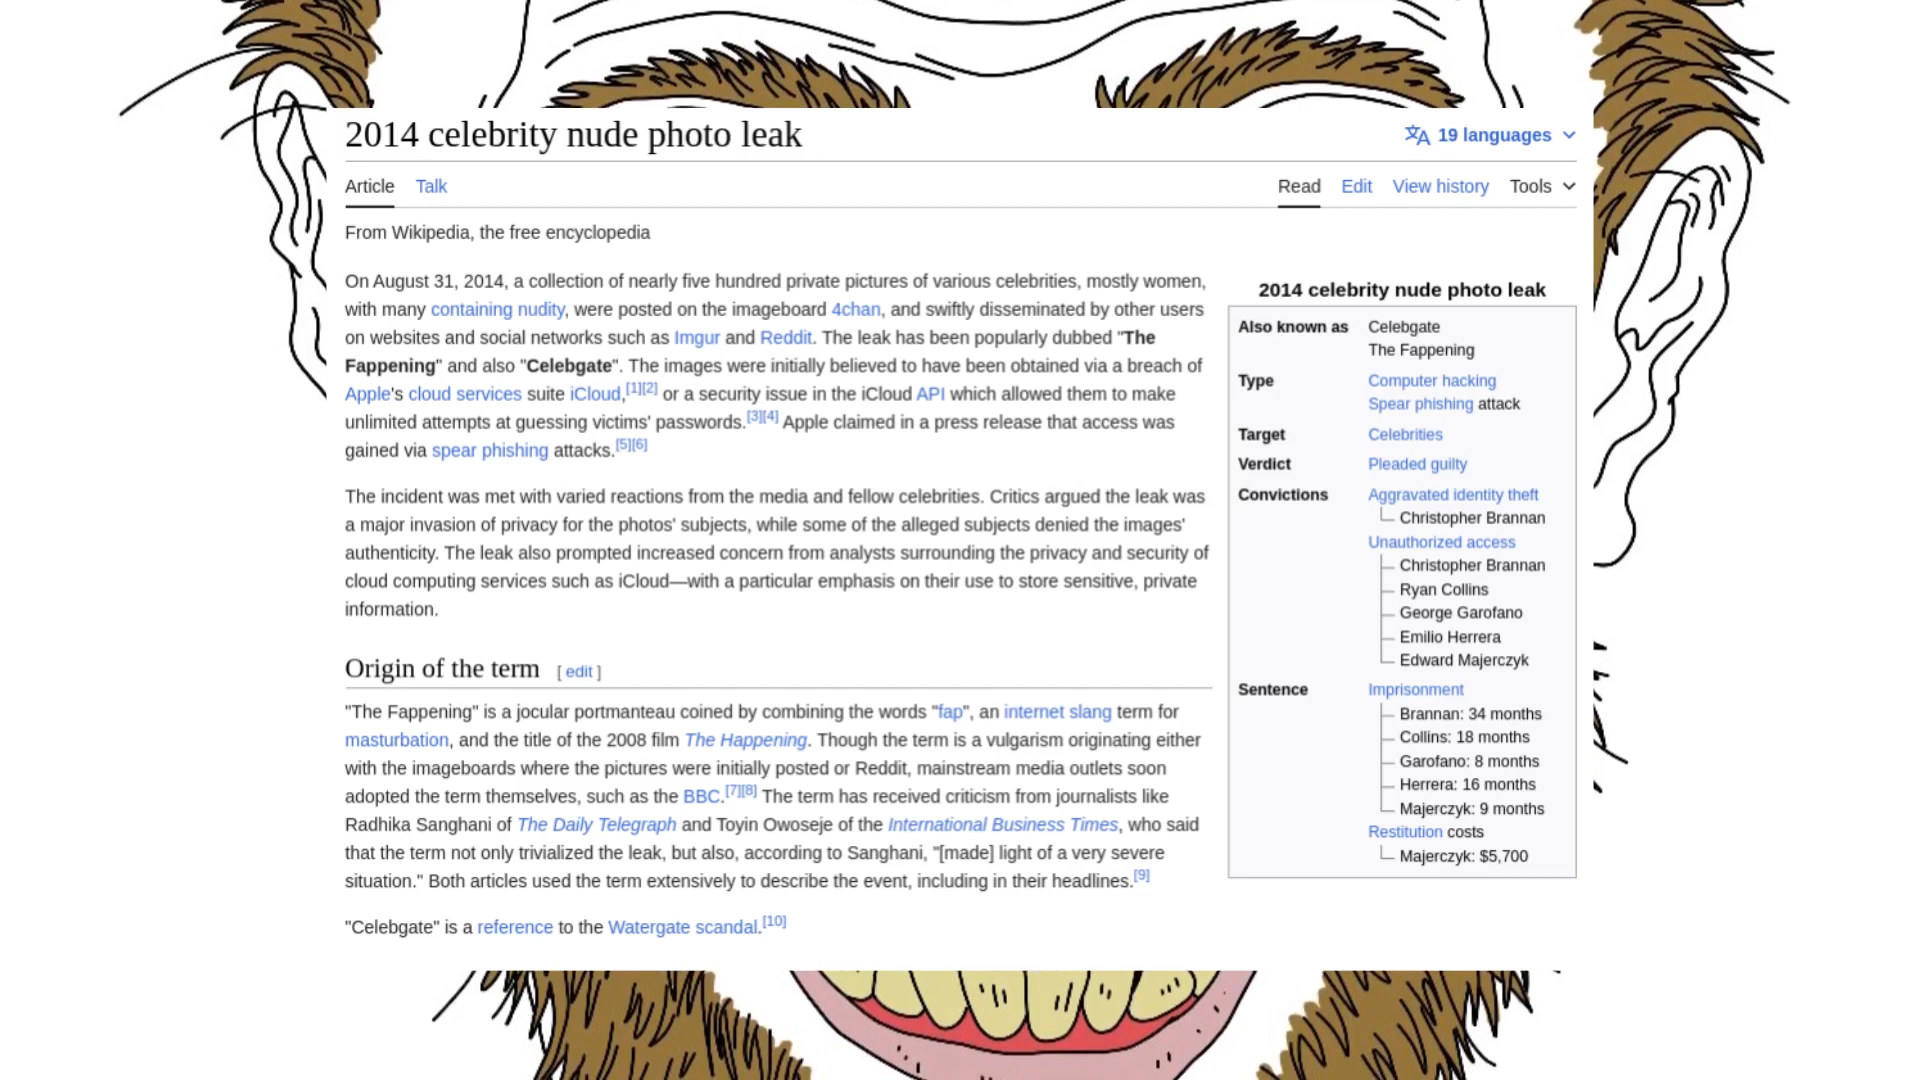 2014 celebrity nude photo leak
19 languages
Article Talk
Read Edit View history Tools
From Wikipedia, the free encyclopedia
On August 31, 2014, a collection of nearly five hundred private pictures of various celebrities, mostly women,
with many containing nudity, were posted on the imageboard 4chan, and swiftly disseminated by other users
on websites and social networks such as Imgur and Reddit. The leak has been popularly dubbed "The
Fappening" and also "Celebgate". The images were initially believed to have been obtained via a breach of
Apple's cloud services suite iCloud,[1][2] or a security issue in the iCloud API which allowed them to make
unlimited attempts at guessing victims' passwords.[3][4] Apple claimed in a press release that access was
gained via spear phishing attacks.[5][6]
The incident was met with varied reactions from the media and fellow celebrities. Critics argued the leak was
a major invasion of privacy for the photos' subjects, while some of the alleged subjects denied the images'
authenticity. The leak also prompted increased concern from analysts surrounding the privacy and security of
cloud computing services such as iCloud—with a particular emphasis on their use to store sensitive, private
information.
Origin of the term [ edit ]
"The Fappening" is a jocular portmanteau coined by combining the words "fap", an internet slang term for
masturbation, and the title of the 2008 film The Happening. Though the term is a vulgarism originating either
with the imageboards where the pictures were initially posted or Reddit, mainstream media outlets soon
adopted the term themselves, such as the BBC.[7][8] The term has received criticism from journalists like
Radhika Sanghani of The Daily Telegraph and Toyin Owoseje of the International Business Times, who said
that the term not only trivialized the leak, but also, according to Sanghani, "[made] light of a very severe
situation." Both articles used the term extensively to describe the event, including in their headlines.[9]
"Celebgate" is a reference to the Watergate scandal.[10]
2014 celebrity nude photo leak
Also known as Celebgate
The Fappening
Type Computer hacking
Spear phishing attack
Target Celebrities
Verdict Pleaded guilty
Convictions Aggravated identity theft
Christopher Brannan
Unauthorized access
Christopher Brannan
Ryan Collins
George Garofano
Emilio Herrera
Edward Majerczyk
Sentence Imprisonment
Brannan: 34 months
Collins: 18 months
Garofano: 8 months
Herrera: 16 months
Majerczyk: 9 months
Restitution costs
Majerczyk: $5,700